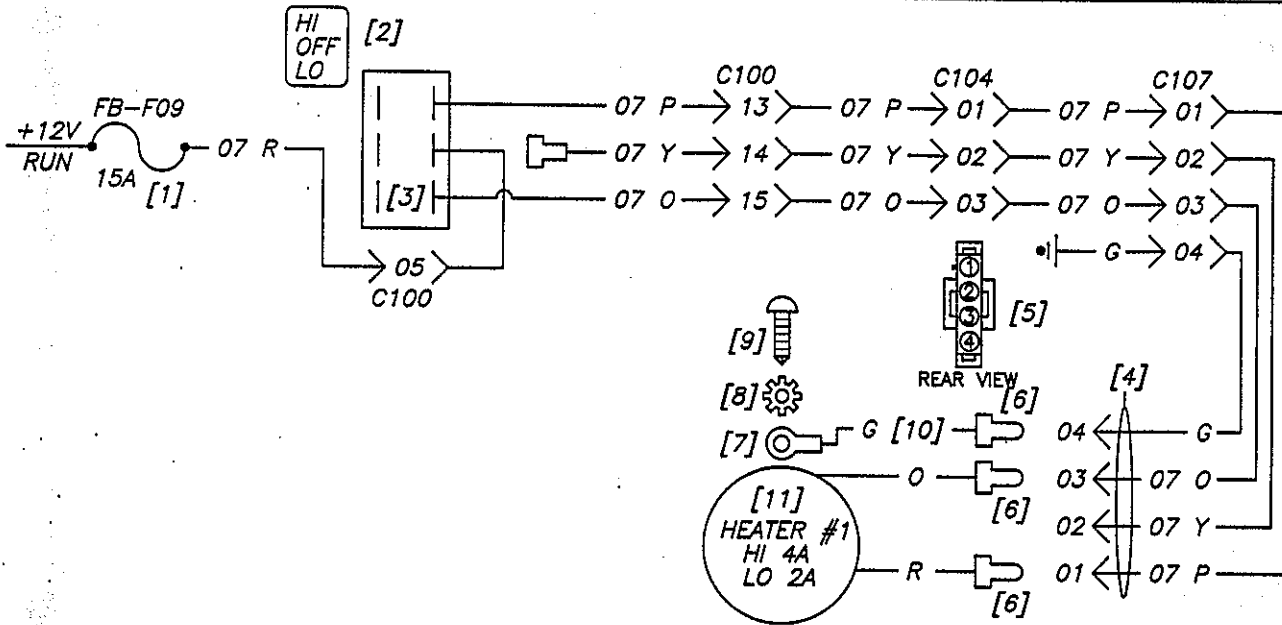 HI
OFF
LO
[2]
FB-F09
+12V
RUN
15A
[1]
07 R
[3]
05
C100
C100
C104
C107
07 P 13 07 P 01 07 P 01
07 Y 14 07 Y 02 07 Y 02
07 O 15 07 O 03 07 O 03
G 04
1
2
3
4
[5]
REAR VIEW
[9]
[8]
[7]
G [10]
[6]
[4]
04 G
O
[6]
03 07 O
02 07 Y
[11]
HEATER #1
HI 4A
LO 2A
R
[6]
01 07 P